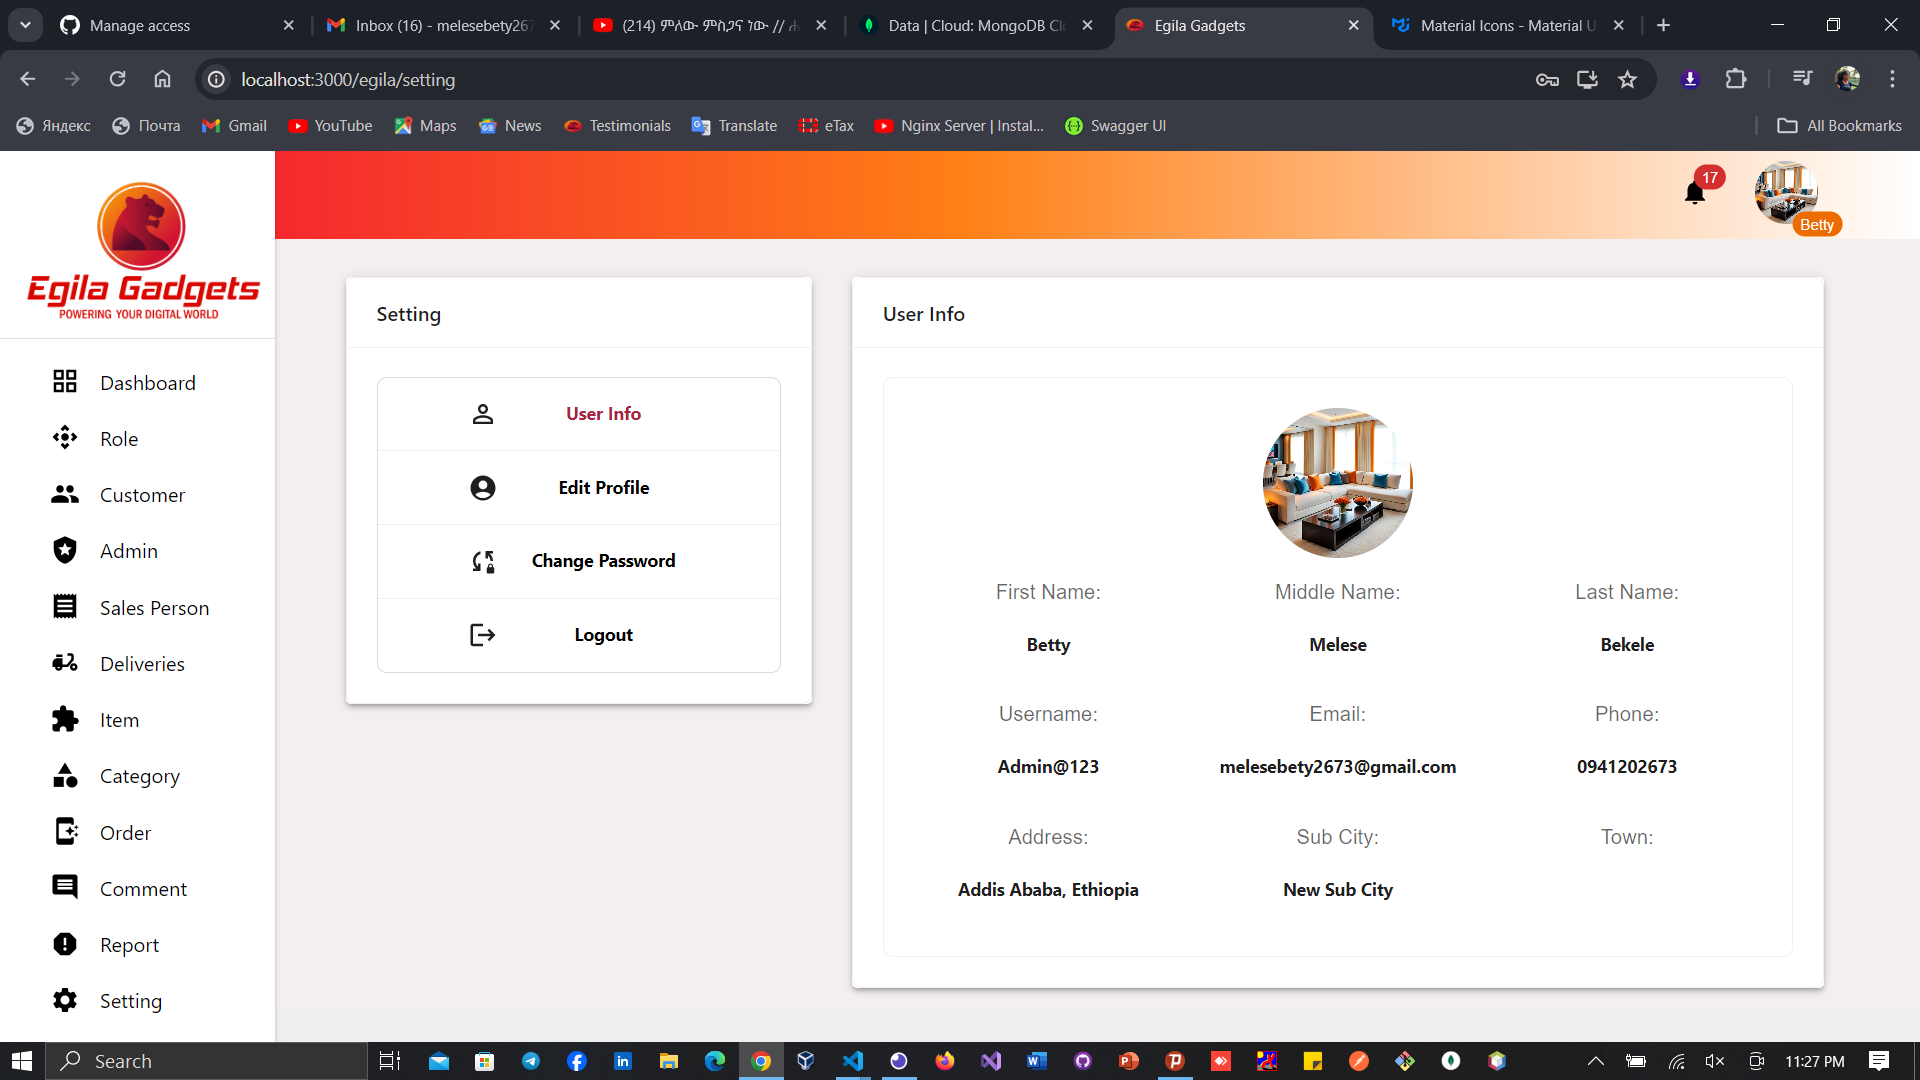 Manage access
Inbox (16) - melesebety267
(214) ምለው ምስጋና ነው // ሐ
Data | Cloud: MongoDB Cl
Egila Gadgets
Material Icons - Material U
localhost:3000/egila/setting
Яндекс
Почта
Gmail
YouTube
Maps
News
Testimonials
Translate
eTax
Nginx Server | Instal...
Swagger UI
All Bookmarks
Egila Gadgets
POWERING YOUR DIGITAL WORLD
17
Betty
Dashboard
Role
Customer
Admin
Sales Person
Deliveries
Item
Category
Order
Comment
Report
Setting
Setting
User Info
Edit Profile
Change Password
Logout
User Info
First Name:
Middle Name:
Last Name:
Betty
Melese
Bekele
Username:
Email:
Phone:
Admin@123
melesebety2673@gmail.com
0941202673
Address:
Sub City:
Town:
Addis Ababa, Ethiopia
New Sub City
Search
11:27 PM